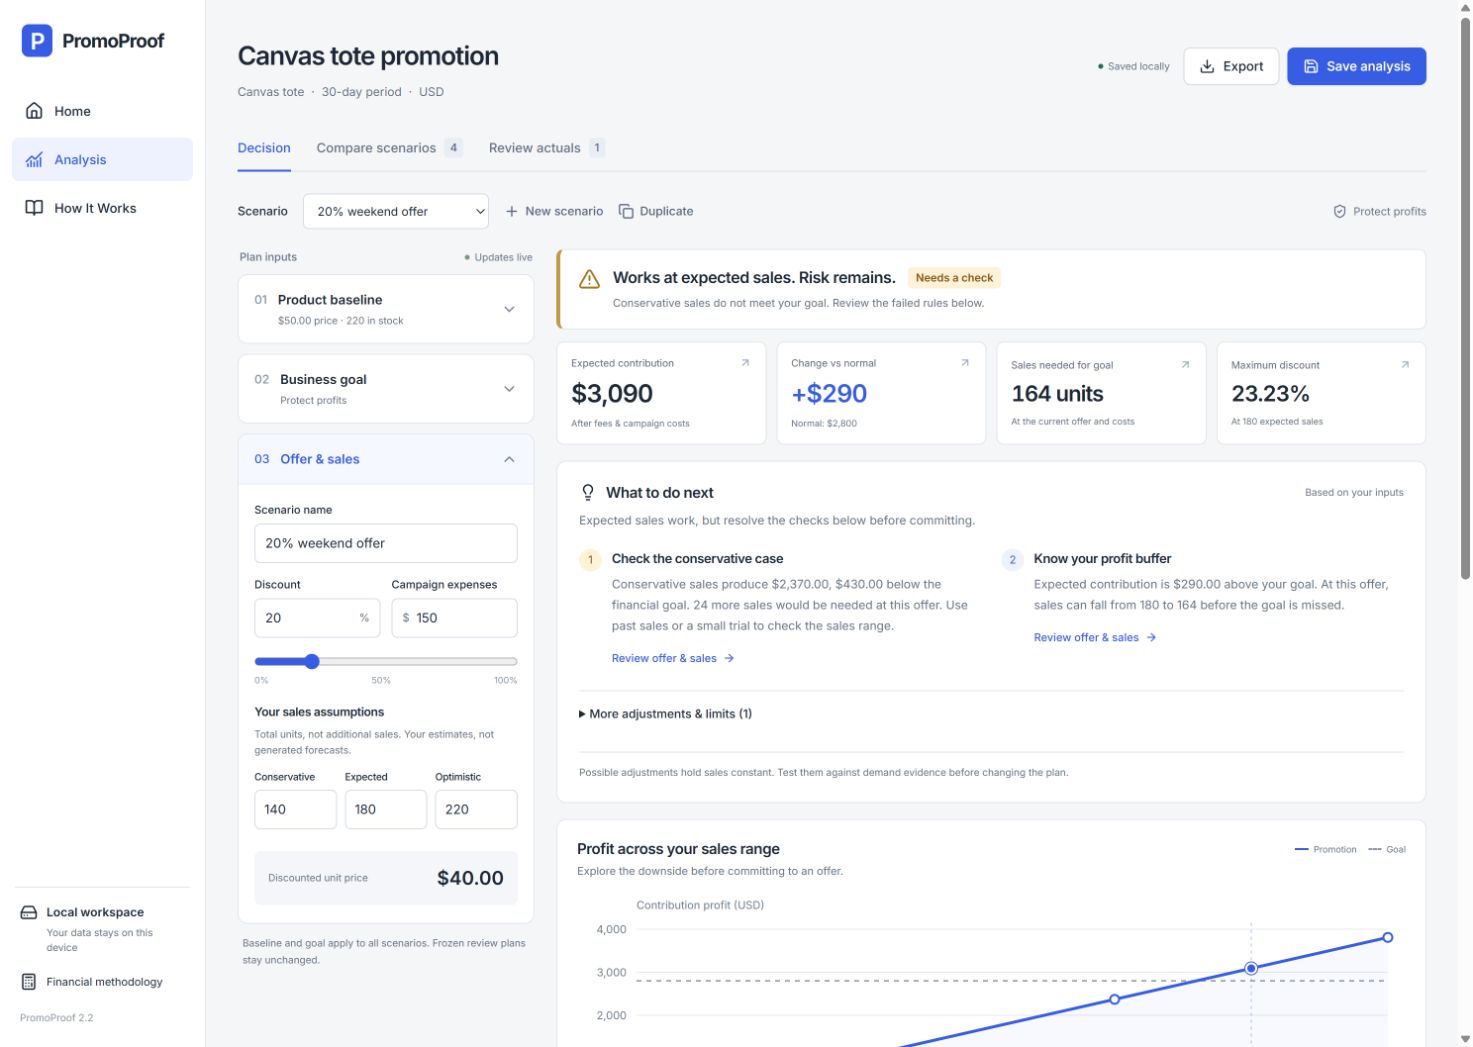 P PromoProof
Home
Analysis
How It Works
Local workspace
Your data stays on this
device
Financial methodology
PromoProof 2.2
Canvas tote promotion
Canvas tote · 30-day period · USD
Saved locally
Export
Save analysis
Decision
Compare scenarios 4
Review actuals 1
Scenario
20% weekend offer
New scenario
Duplicate
Protect profits
Plan inputs
Updates live
01 Product baseline
$50.00 price · 220 in stock
02 Business goal
Protect profits
03 Offer & sales
Scenario name
20% weekend offer
Discount
20 %
Campaign expenses
$ 150
0% 50% 100%
Your sales assumptions
Total units, not additional sales. Your estimates, not
generated forecasts.
Conservative Expected Optimistic
140 180 220
Discounted unit price $40.00
Baseline and goal apply to all scenarios. Frozen review plans
stay unchanged.
Works at expected sales. Risk remains. Needs a check
Conservative sales do not meet your goal. Review the failed rules below.
Expected contribution
$3,090
After fees & campaign costs
Change vs normal
+$290
Normal: $2,800
Sales needed for goal
164 units
At the current offer and costs
Maximum discount
23.23%
At 180 expected sales
What to do next
Based on your inputs
Expected sales work, but resolve the checks below before committing.
1 Check the conservative case
Conservative sales produce $2,370.00, $430.00 below the
financial goal. 24 more sales would be needed at this offer. Use
past sales or a small trial to check the sales range.
Review offer & sales →
2 Know your profit buffer
Expected contribution is $290.00 above your goal. At this offer,
sales can fall from 180 to 164 before the goal is missed.
Review offer & sales →
More adjustments & limits (1)
Possible adjustments hold sales constant. Test them against demand evidence before changing the plan.
Profit across your sales range
Promotion Goal
Explore the downside before committing to an offer.
Contribution profit (USD)
4,000
3,000
2,000